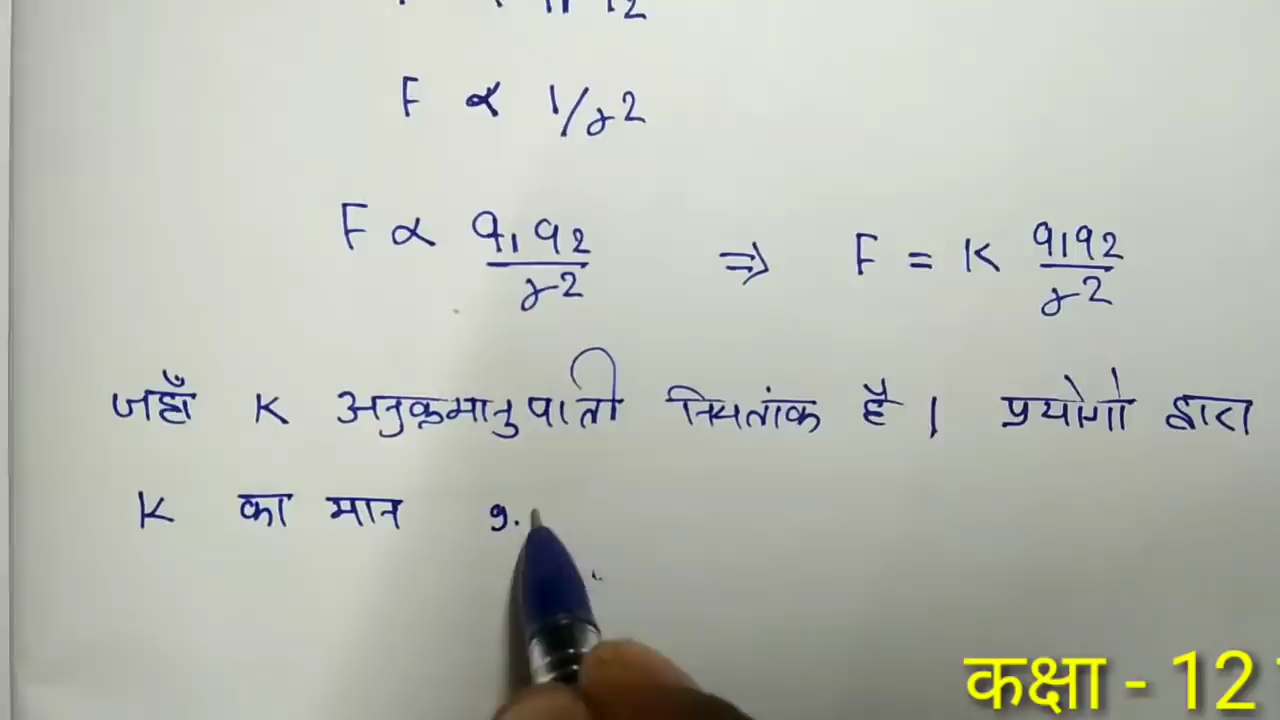 F ∝ 1/r2
F ∝ q1q2/r2 ⇒ F = K q1q2/r2
जहाँ K अनुक्रमानुपाती नियतांक है । प्रयोगो द्वारा
K का मान 9.
कक्षा - 12